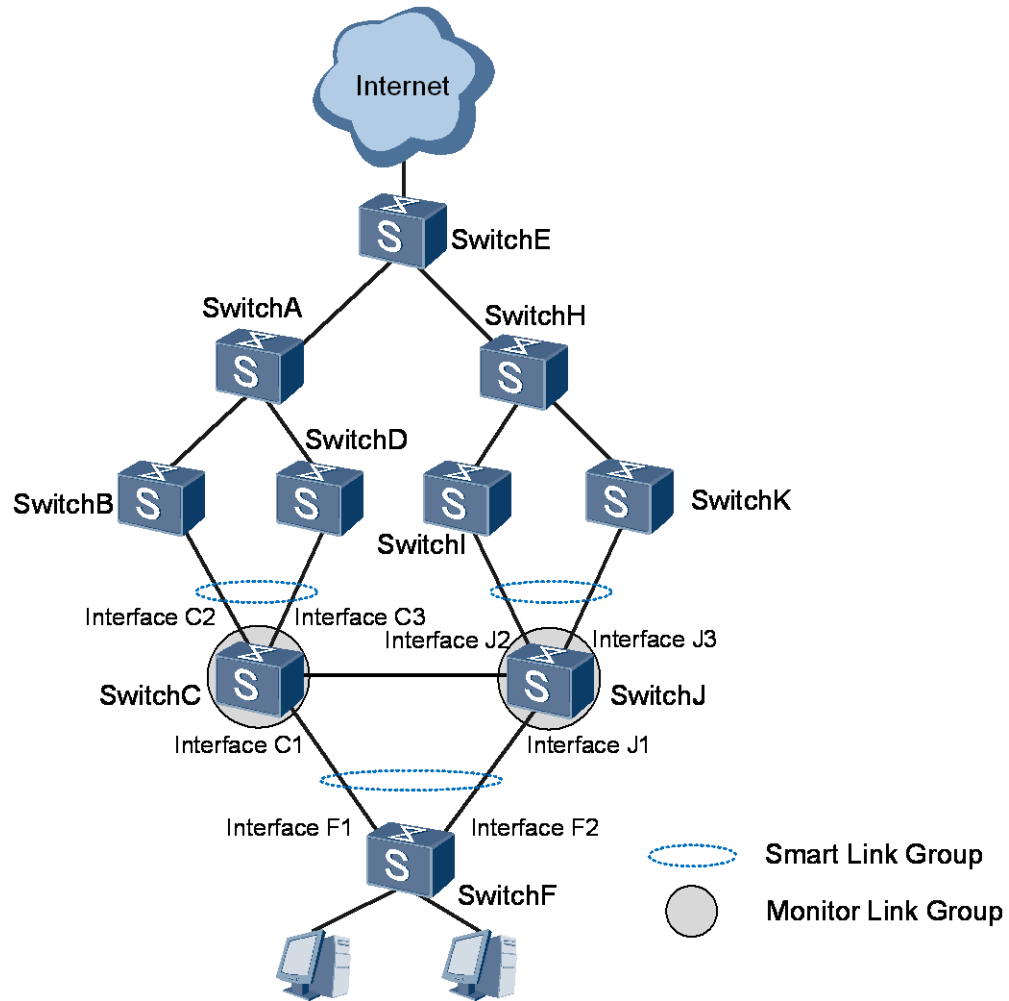 Internet
S
SwitchE
SwitchA
SwitchH
S
S
SwitchD
SwitchB
S
S
S
S
SwitchK
SwitchI
Interface C2
Interface C3
Interface J2
Interface J3
SwitchC
S
S
SwitchJ
Interface C1
Interface J1
Interface F1
Interface F2
S
SwitchF
Smart Link Group
Monitor Link Group